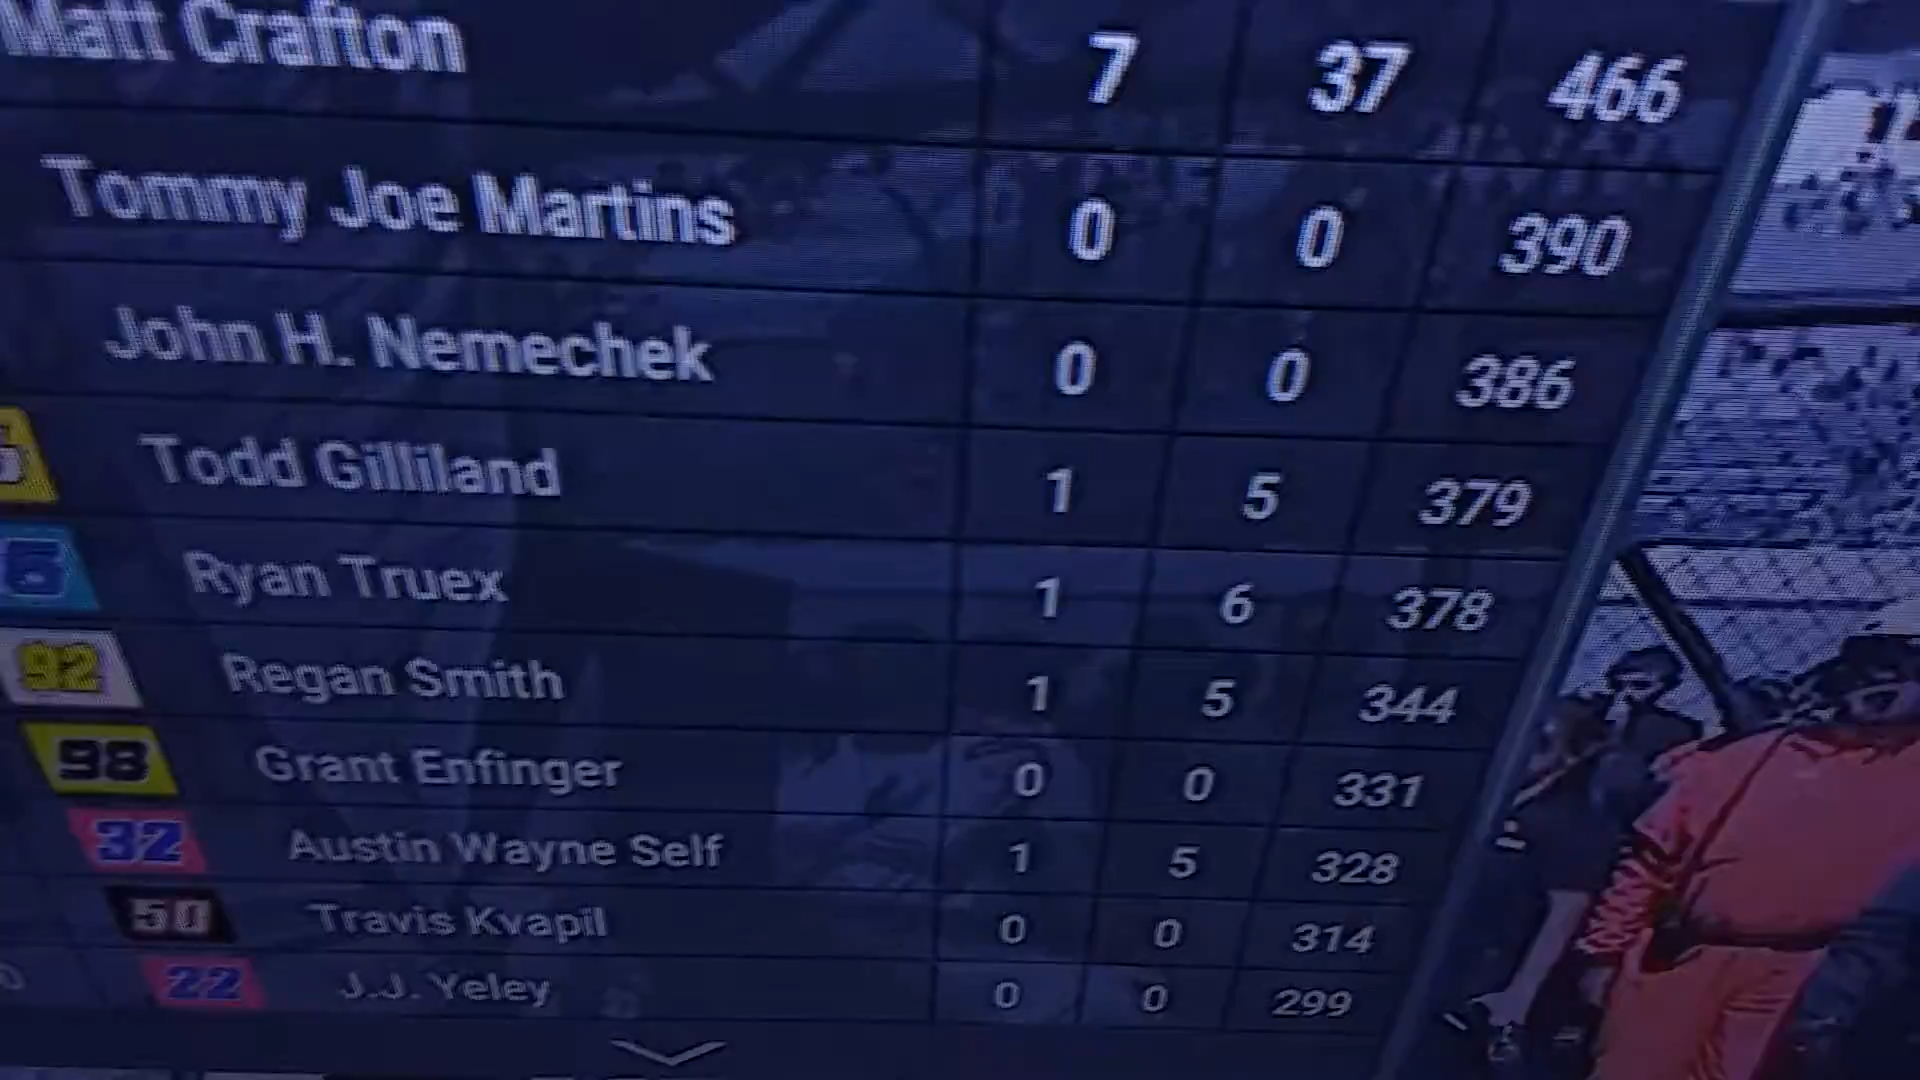 Matt Crafton 7 37 466
Tommy Joe Martins 0 0 390
John H. Nemechek 0 0 386
Todd Gilliland 1 5 379
Ryan Truex 1 6 378
92 Regan Smith 1 5 344
98 Grant Enfinger 0 0 331
32 Austin Wayne Self 1 5 328
50 Travis Kvapil 0 0 314
22 J.J. Yeley 0 0 299